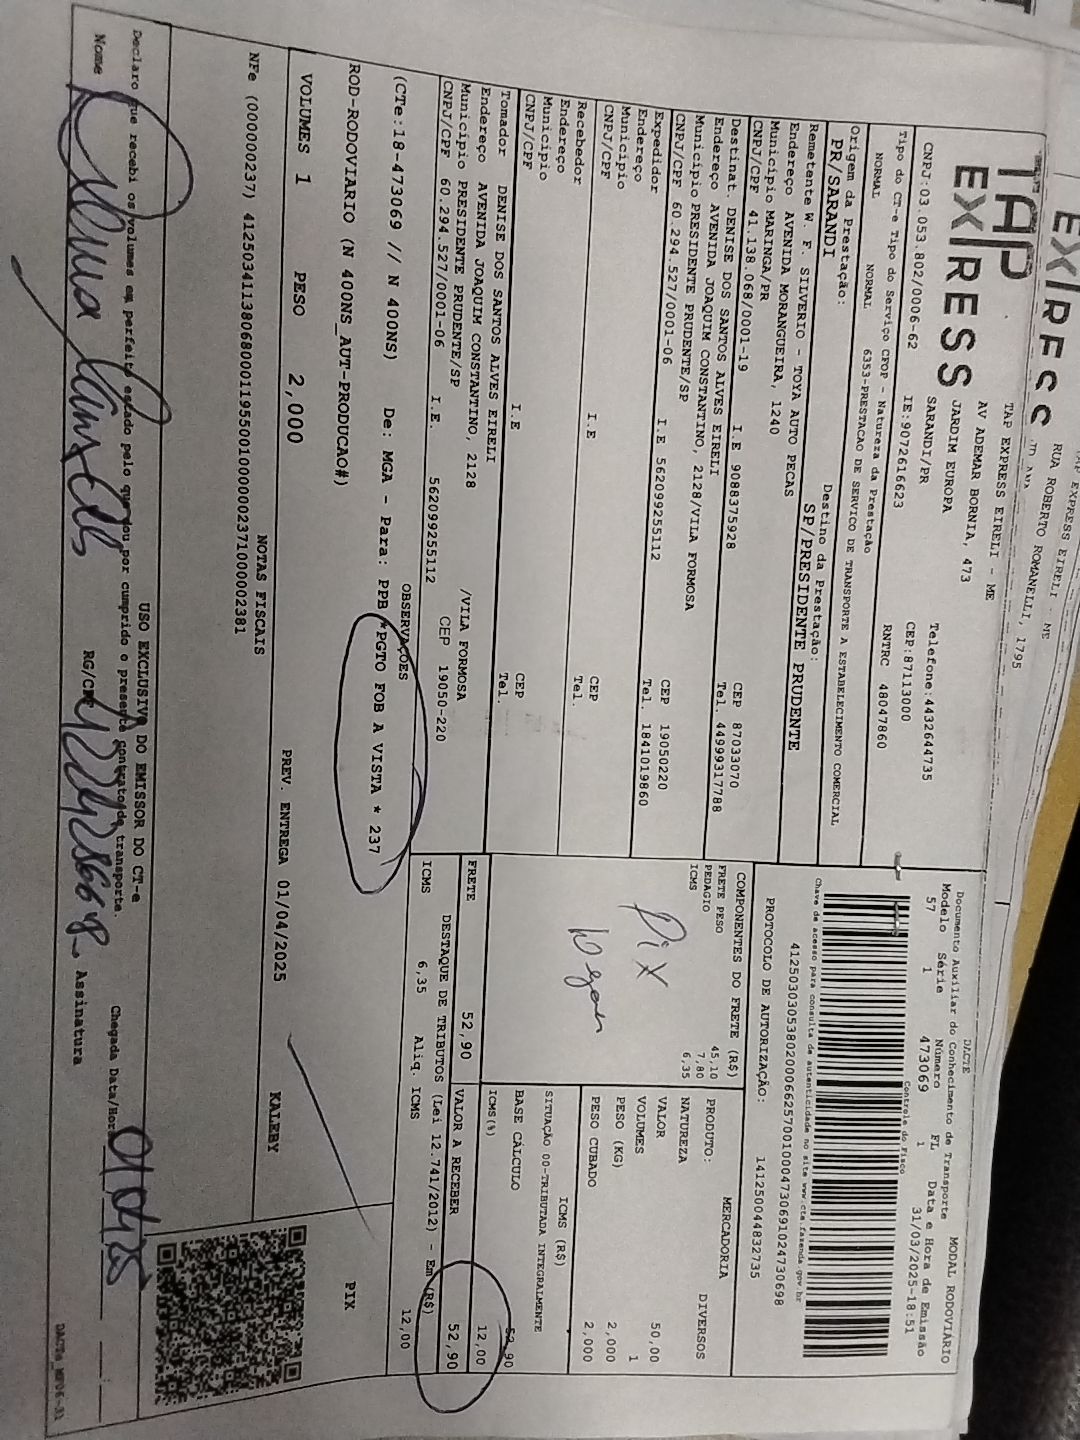 TAP EXPRESS EIRELI - ME
RUA ROBERTO ROMANELLI, 1795
TAP
EXPRESS
TAP EXPRESS EIRELI - ME
AV ADEMAR BORNIA, 473
JARDIM EUROPA
SARANDI/PR
Telefone:4432644735
CEP:87113000
CNPJ:03.053.802/0006-62 IE:9072616623 RNTRC 48047860
Tipo do CT-e Tipo do Serviço CFOP - Natureza da Prestação
NORMAL NORMAL 6353-PRESTACAO DE SERVICO DE TRANSPORTE A ESTABELECIMENTO COMERCIAL
Origem da Prestação: Destino da Prestação:
PR/SARANDI SP/PRESIDENTE PRUDENTE
DACTE MODAL RODOVIÁRIO
Documento Auxiliar do Conhecimento de Transporte
Modelo Série Número FL Data e Hora de Emissão
57 1 473069 1 31/03/2025-18:51
Controle do Fisco
Chave de acesso para consulta de autenticidade no site www.cte.fazenda.gov.br
41250303053802000662570010004730691024730698
PROTOCOLO DE AUTORIZAÇÃO: 141250044832735
Remetente W. F. SILVERIO - TOYA AUTO PECAS
Endereço AVENIDA MORANGUEIRA, 1240
Município MARINGA/PR CEP 87033070
CNPJ/CPF 41.138.068/0001-19 I.E 9088375928 Tel. 44999317788
Destinat. DENISE DOS SANTOS ALVES EIRELI
Endereço AVENIDA JOAQUIM CONSTANTINO, 2128/VILA FORMOSA
Município PRESIDENTE PRUDENTE/SP CEP 19050220
CNPJ/CPF 60.294.527/0001-06 I.E 562099255112 Tel. 1841019860
Expedidor
Endereço
Município CEP
CNPJ/CPF I.E Tel.
Recebedor
Endereço
Município CEP
CNPJ/CPF I.E Tel.
Tomador DENISE DOS SANTOS ALVES EIRELI
Endereço AVENIDA JOAQUIM CONSTANTINO, 2128 /VILA FORMOSA
Município PRESIDENTE PRUDENTE/SP CEP 19050-220
CNPJ/CPF 60.294.527/0001-06 I.E. 562099255112
COMPONENTES DO FRETE (R$)
FRETE PESO 45,10
PEDAGIO 7,80
ICMS 6,35
PIX
FRETE 52,90
MERCADORIA
PRODUTO: DIVERSOS
NATUREZA
VALOR 50,00
VOLUMES 1
PESO (KG) 2,000
PESO CUBADO 2,000
ICMS (R$)
SITUAÇÃO 00-TRIBUTADA INTEGRALMENTE
BASE CÁLCULO 52,90
ICMS(%) 12,00
VALOR A RECEBER 52,90
DESTAQUE DE TRIBUTOS (Lei 12.741/2012) - Em (R$)
ICMS 6,35 Aliq. ICMS 12,00
OBSERVAÇOES
(CTe:18-473069 // N 400NS) De: MGA - Para: PPB *PGTO FOB A VISTA * 237
ROD-RODOVIARIO (N 400NS_AUT-PRODUCAO#)
PIX
VOLUMES 1 PESO 2,000 PREV. ENTREGA 01/04/2025 KALEBY
NOTAS FISCAIS
NFe (000000237) 41250341138068000119550010000002371000002381
USO EXCLUSIVO DO EMISSOR DO CT-e
Declaro que recebi os volumes em perfeito estado pelo que dou por cumprido o presente contrato de transporte
Chegada Data/Hora
Nome RG/CPF Assinatura